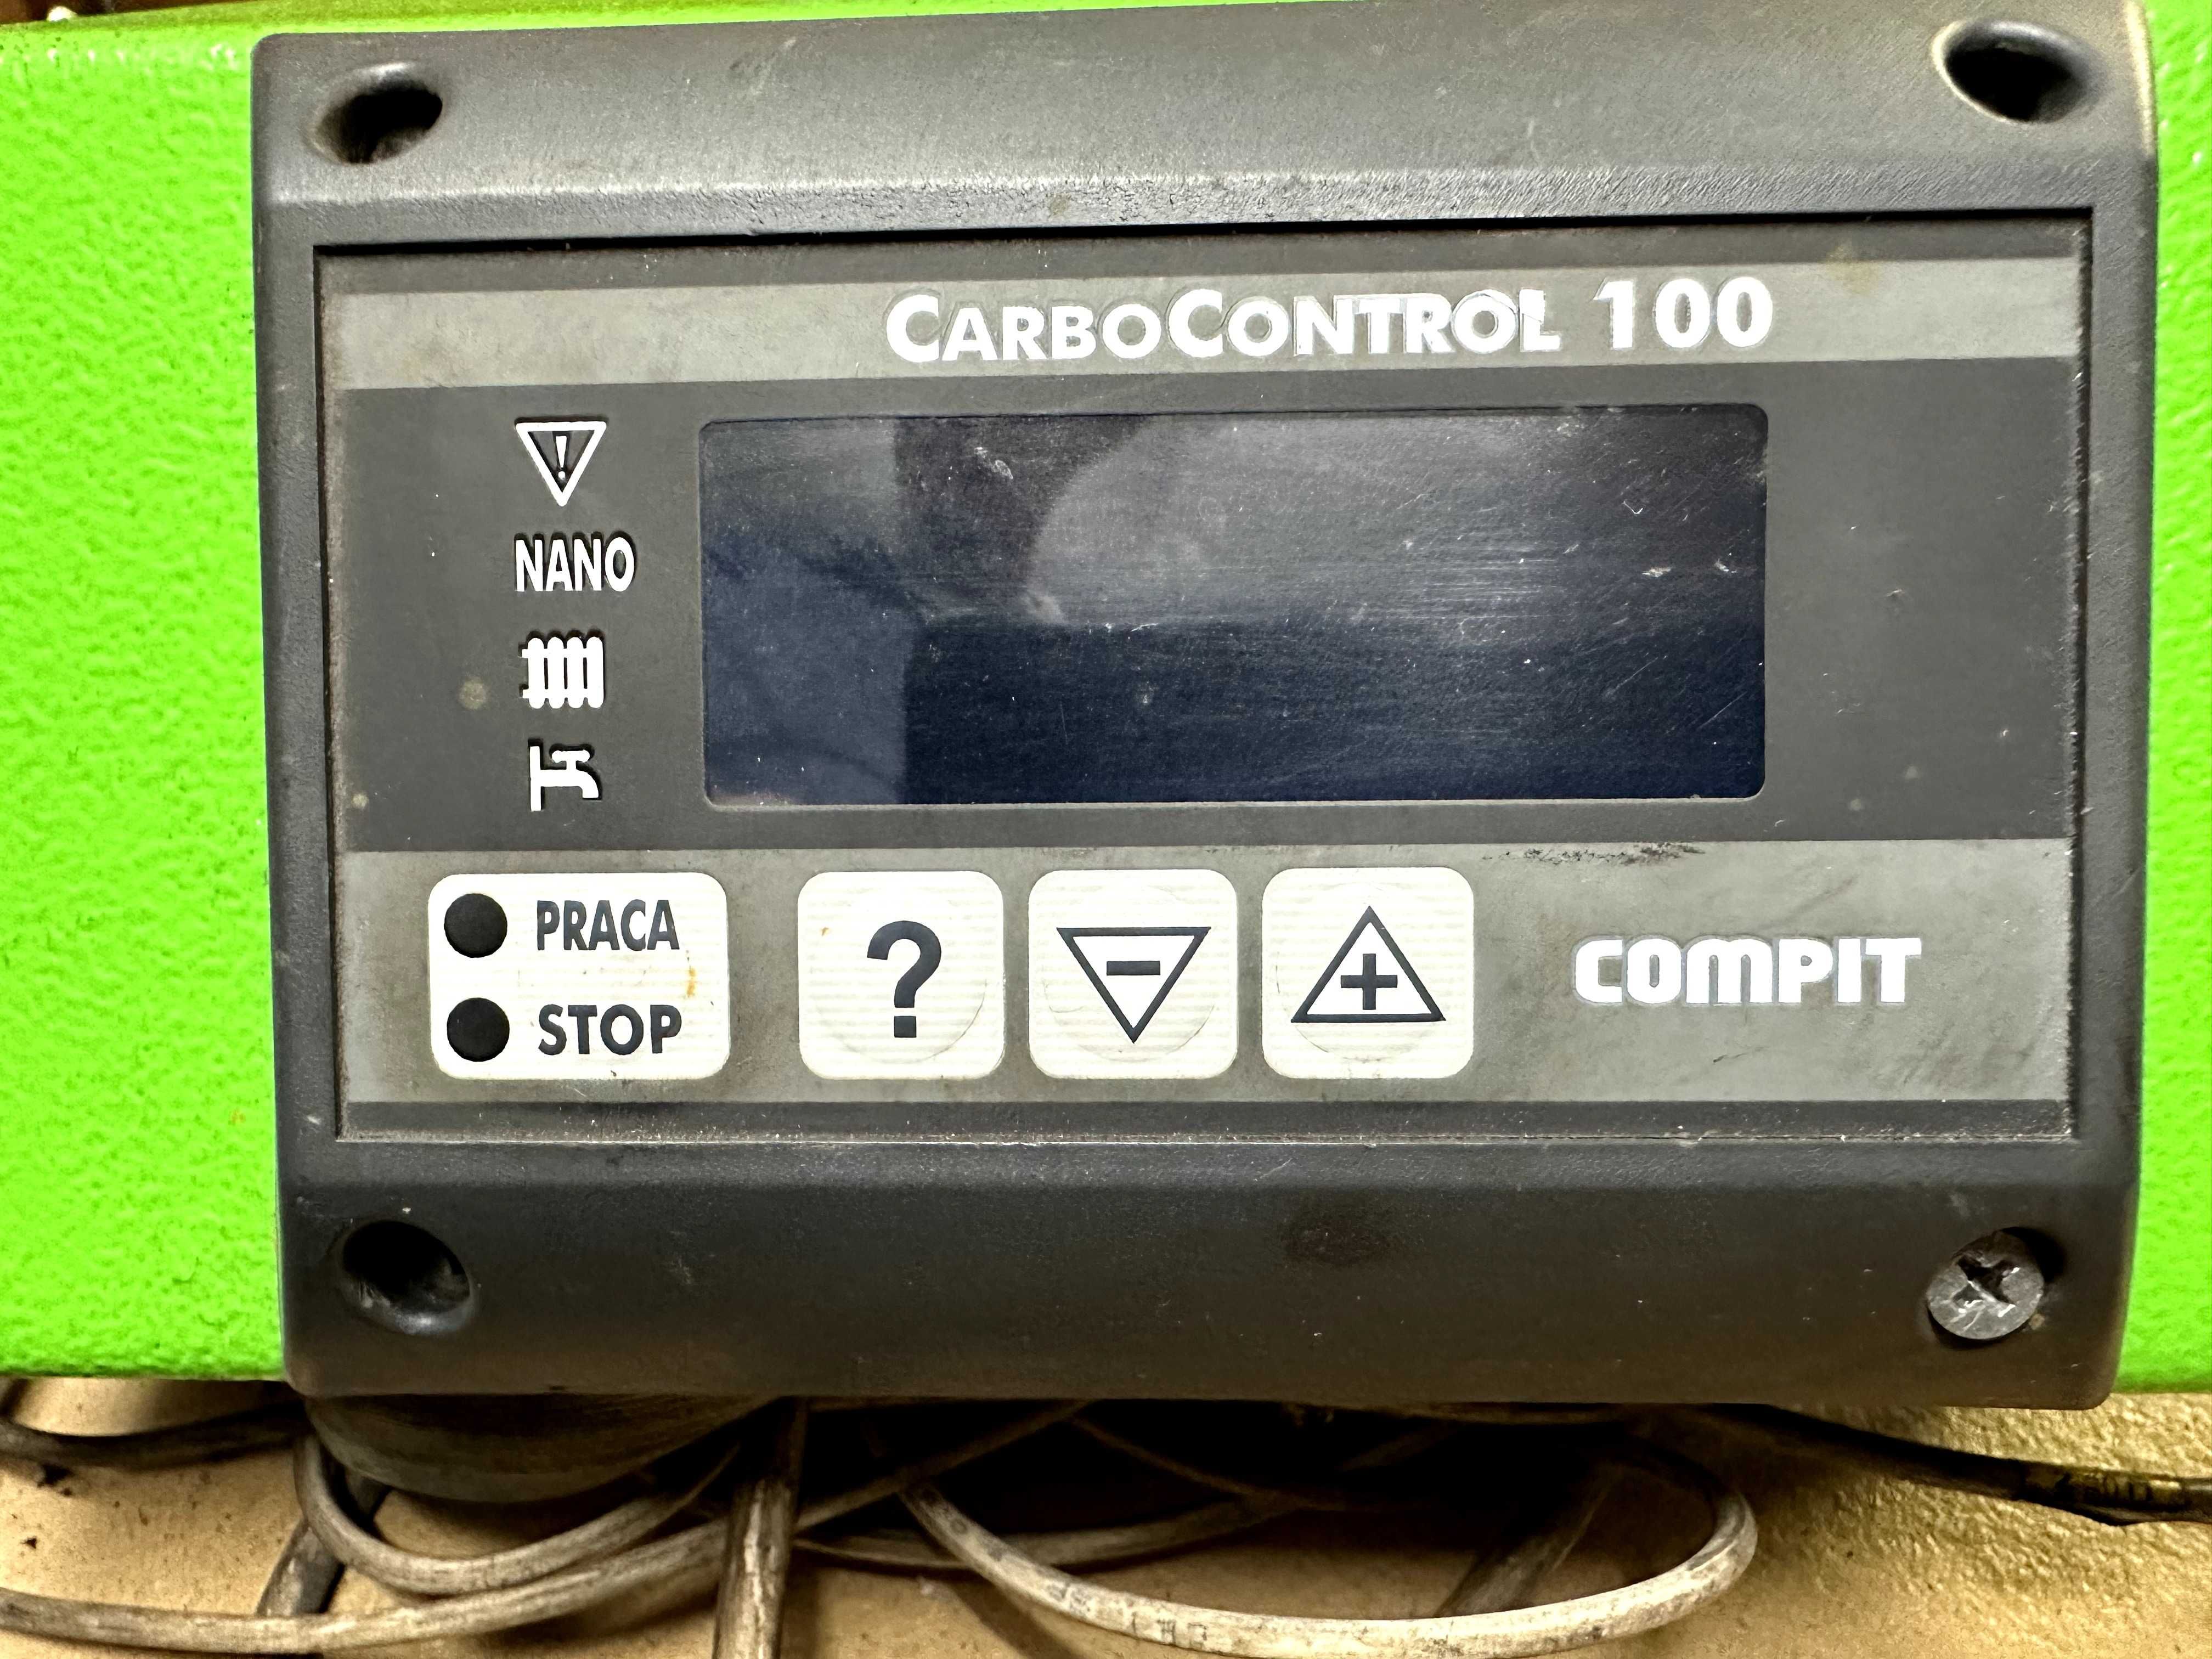 CARBOCONTROL 100
!
NANO
PRACA
STOP
?
-
+
COMPIT